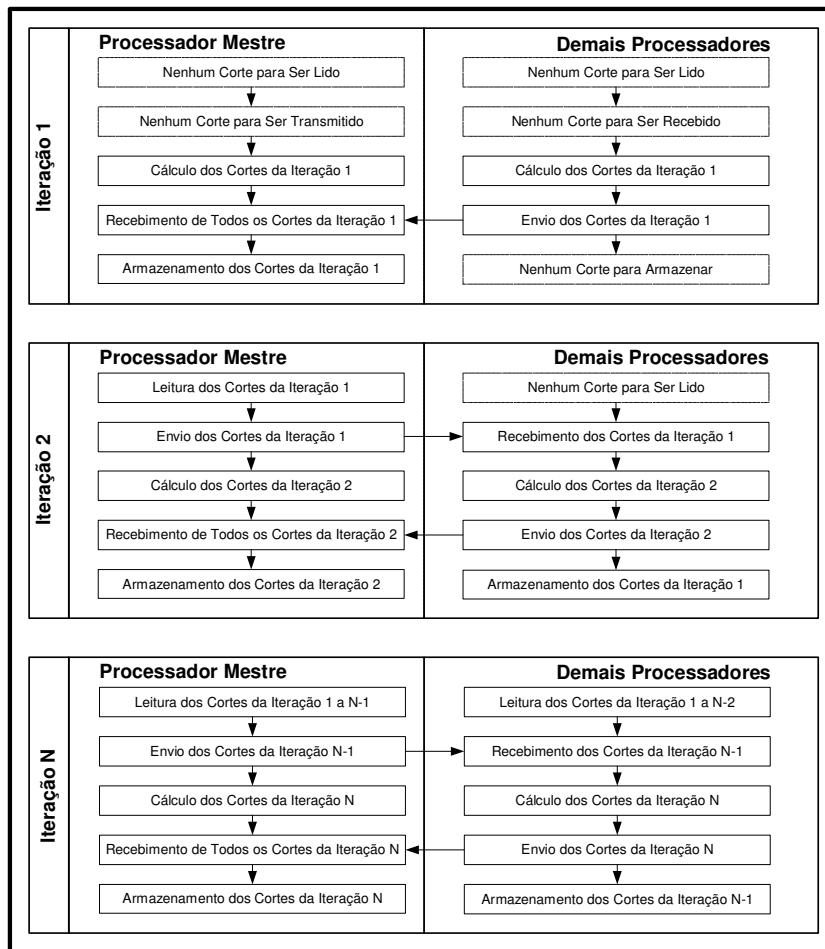 Iteração 1
Processador Mestre
Nenhum Corte para Ser Lido
Nenhum Corte para Ser Transmitido
Cálculo dos Cortes da Iteração 1
Recebimento de Todos os Cortes da Iteração 1
Armazenamento dos Cortes da Iteração 1
Demais Processadores
Nenhum Corte para Ser Lido
Nenhum Corte para Ser Recebido
Cálculo dos Cortes da Iteração 1
Envio dos Cortes da Iteração 1
Nenhum Corte para Armazenar
Iteração 2
Processador Mestre
Leitura dos Cortes da Iteração 1
Envio dos Cortes da Iteração 1
Cálculo dos Cortes da Iteração 2
Recebimento de Todos os Cortes da Iteração 2
Armazenamento dos Cortes da Iteração 2
Demais Processadores
Nenhum Corte para Ser Lido
Recebimento dos Cortes da Iteração 1
Cálculo dos Cortes da Iteração 2
Envio dos Cortes da Iteração 2
Armazenamento dos Cortes da Iteração 1
Iteração N
Processador Mestre
Leitura dos Cortes da Iteração 1 a N-1
Envio dos Cortes da Iteração N-1
Cálculo dos Cortes da Iteração N
Recebimento de Todos os Cortes da Iteração N
Armazenamento dos Cortes da Iteração N
Demais Processadores
Leitura dos Cortes da Iteração 1 a N-2
Recebimento dos Cortes da Iteração N-1
Cálculo dos Cortes da Iteração N
Envio dos Cortes da Iteração N
Armazenamento dos Cortes da Iteração N-1